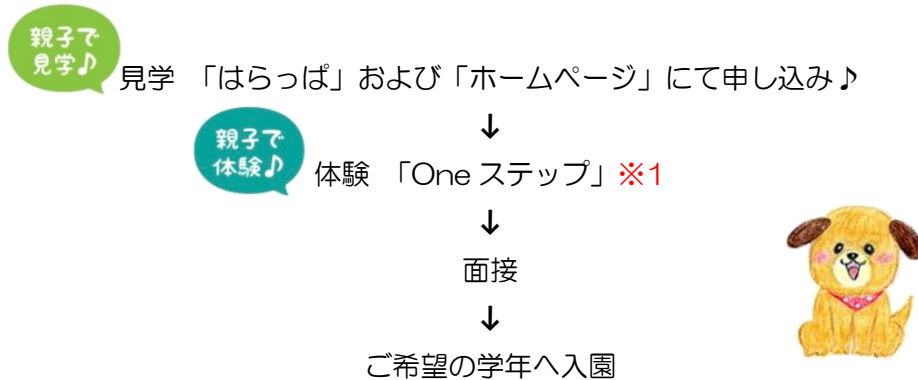 親子で
見学♪
見学 「はらっぱ」および「ホームページ」にて申し込み♪
↓
親子で
体験♪
体験 「One ステップ」※1
↓
面接
↓
ご希望の学年へ入園